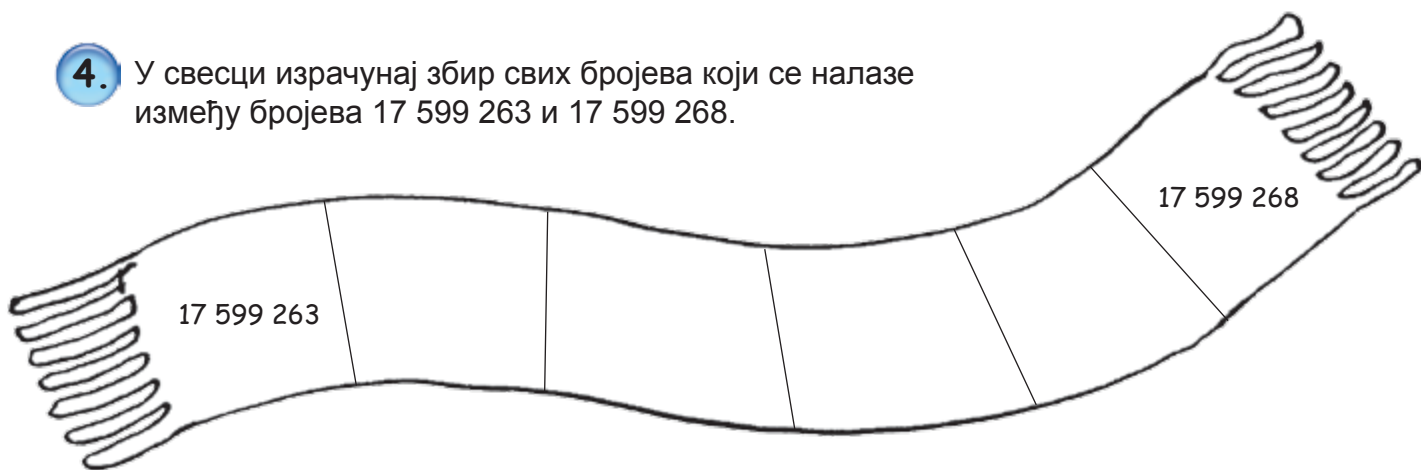 4. У свесци израчунај збир свих бројева који се налазе
између бројева 17 599 263 и 17 599 268.
17 599 263
17 599 268